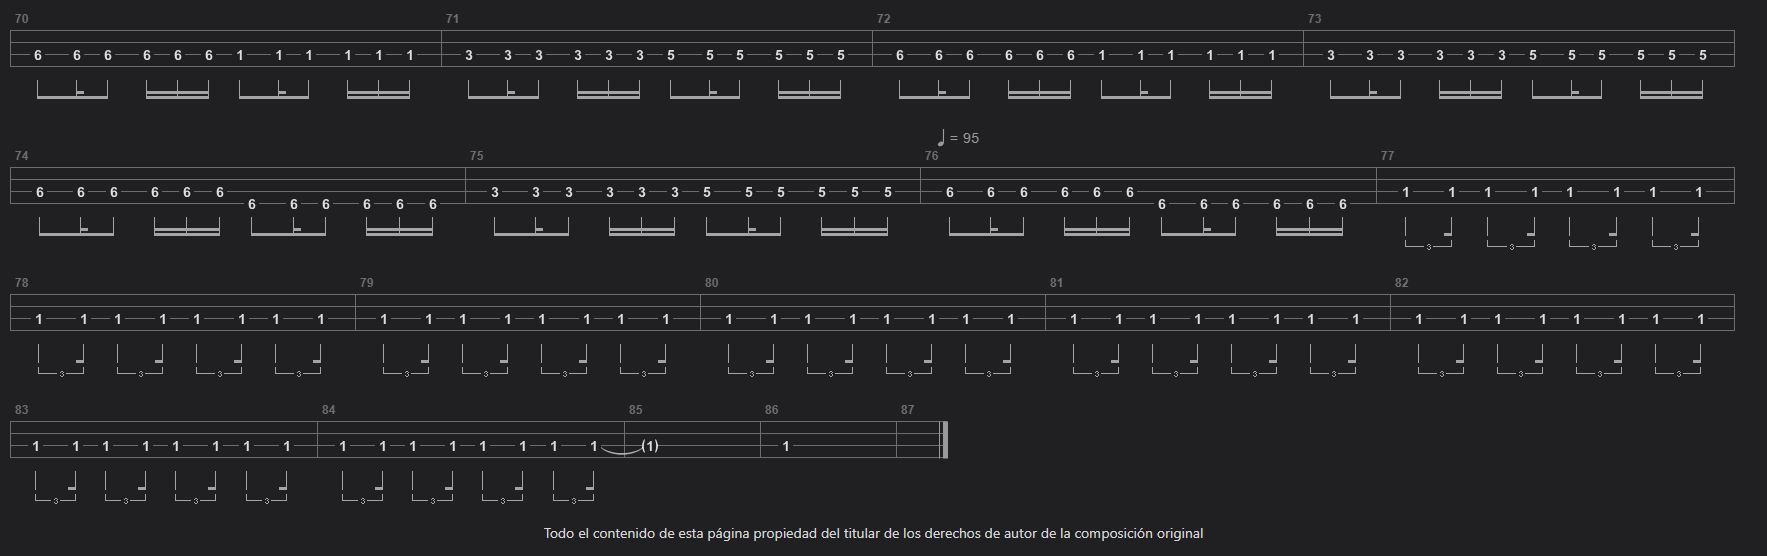 70 71 72 73
6 6 6 6 6 6 1 1 1 1 1 1 3 3 3 3 3 3 5 5 5 5 5 5 6 6 6 6 6 6 1 1 1 1 1 1 3 3 3 3 3 3 5 5 5 5 5 5
= 95
74 75 76 77
6 6 6 6 6 6 3 3 3 3 3 3 5 5 5 5 5 5 6 6 6 6 6 6 1 1 1 1 1 1 1 1
6 6 6 6 6 6 6 6 6 6 6 6
3 3 3 3
78 79 80 81 82
1 1 1 1 1 1 1 1 1 1 1 1 1 1 1 1 1 1 1 1 1 1 1 1 1 1 1 1 1 1 1 1 1 1 1 1 1 1 1 1
3 3 3 3 3 3 3 3 3 3 3 3 3 3 3 3 3 3 3 3
83 84 85 86 87
1 1 1 1 1 1 1 1 1 1 1 1 1 1 1 1 (1) 1
3 3 3 3 3 3 3 3
Todo el contenido de esta página propiedad del titular de los derechos de autor de la composición original